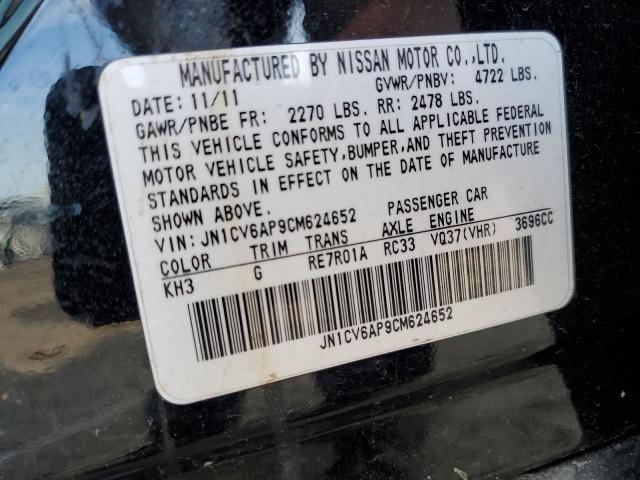 MANUFACTURED BY NISSAN MOTOR CO.,LTD.
DATE: 11/11 GVWR/PNBV: 4722 LBS.
GAWR/PNBE FR: 2270 LBS. RR: 2478 LBS.
THIS VEHICLE CONFORMS TO ALL APPLICABLE FEDERAL
MOTOR VEHICLE SAFETY,BUMPER,AND THEFT PREVENTION
STANDARDS IN EFFECT ON THE DATE OF MANUFACTURE
SHOWN ABOVE.
VIN: JN1CV6AP9CM624652 PASSENGER CAR
COLOR TRIM TRANS AXLE ENGINE
KH3 G RE7R01A RC33 VQ37(VHR) 3696CC
JN1CV6AP9CM624652